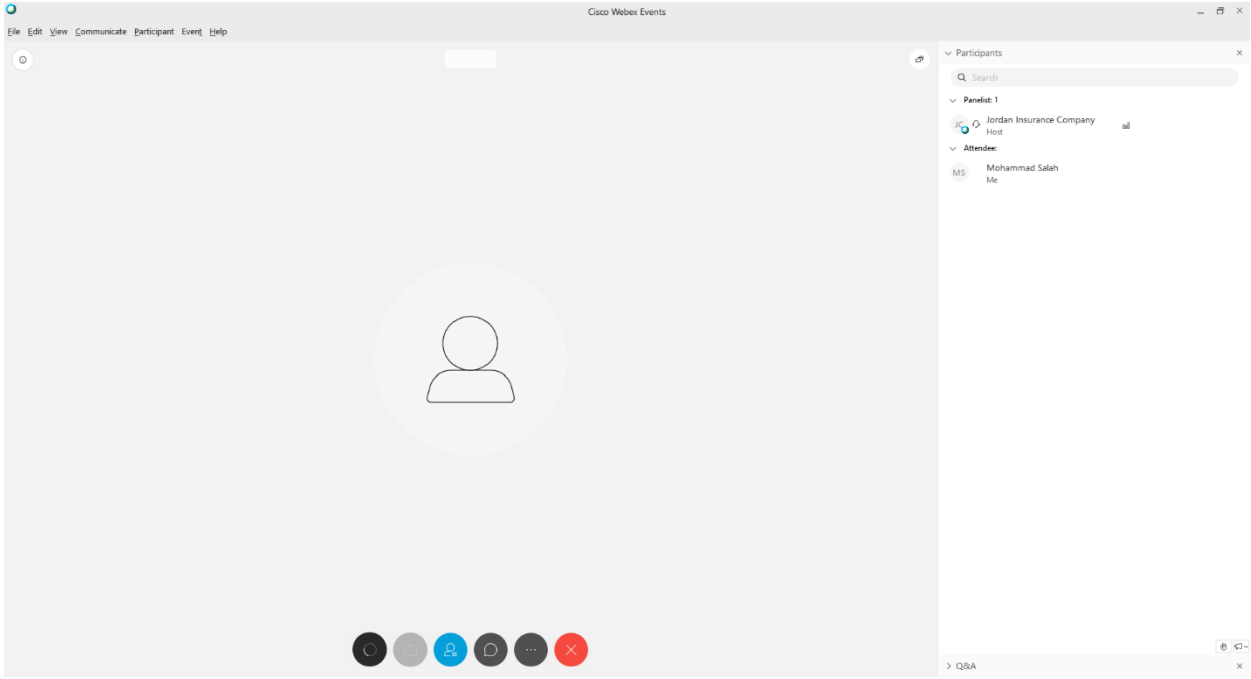 Cisco Webex Events
File Edit View Communicate Participant Event Help
Participants
Search
Panelist: 1
JC
Jordan Insurance Company
Host
Attendee:
MS
Mohammad Salah
Me
Q&A